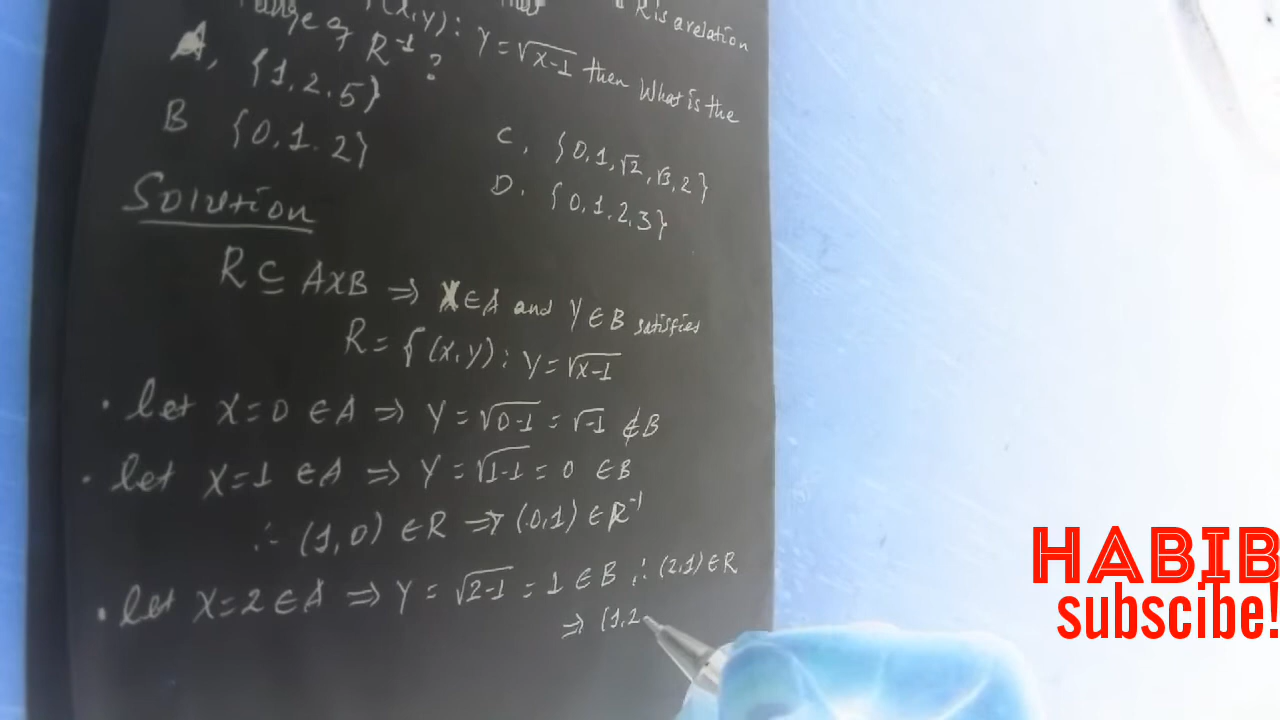 R is a relation
range of (x,y): Y = √x-1 then What is the
R⁻¹ ?
A, {1,2.5}
B {0,1.2}
C, {0,1,√2,√3,2}
D. {0,1.2,3}
Solution
R ⊆ AXB ⇒ X∈A and Y∈B satisfies
R = {(x,y): Y = √x-1
• let X=0 ∈A ⇒ Y = √0-1 = √-1 ∉B
• let X=1 ∈A ⇒ Y = √1-1 = 0 ∈B
∴ (1,0) ∈R ⇒ (0,1) ∈R⁻¹
• let X=2∈A ⇒ Y = √2-1 = 1 ∈B ∴ (2,1)∈R
⇒ (1,2
HABIB
subscibe!